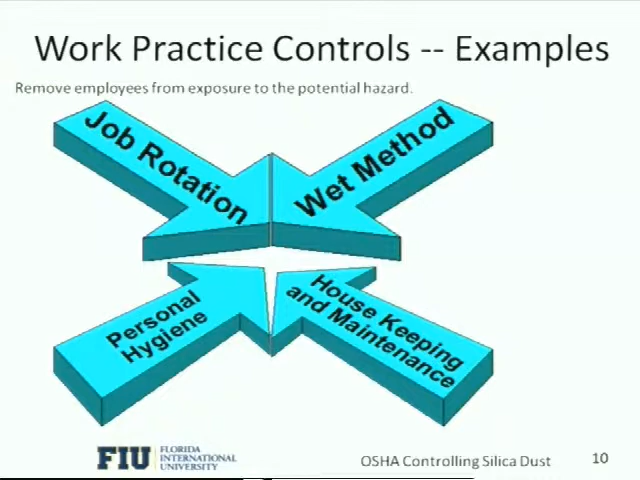 Work Practice Controls -- Examples
Remove employees from exposure to the potential hazard.
Job Rotation
Wet Method
Personal
Hygiene
House Keeping
and Maintenance
FIU
FLORIDA
INTERNATIONAL
UNIVERSITY
OSHA Controlling Silica Dust
10